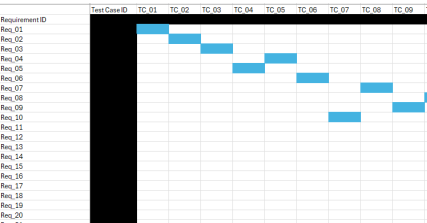 Test Case ID TC_01 TC_02 TC_03 TC_04 TC_05 TC_06 TC_07 TC_08 TC_09
Requirement ID
Req_01
Req_02
Req_03
Req_04
Req_05
Req_06
Req_07
Req_08
Req_09
Req_10
Req_11
Req_12
Req_13
Req_14
Req_15
Req_16
Req_17
Req_18
Req_19
Req_20